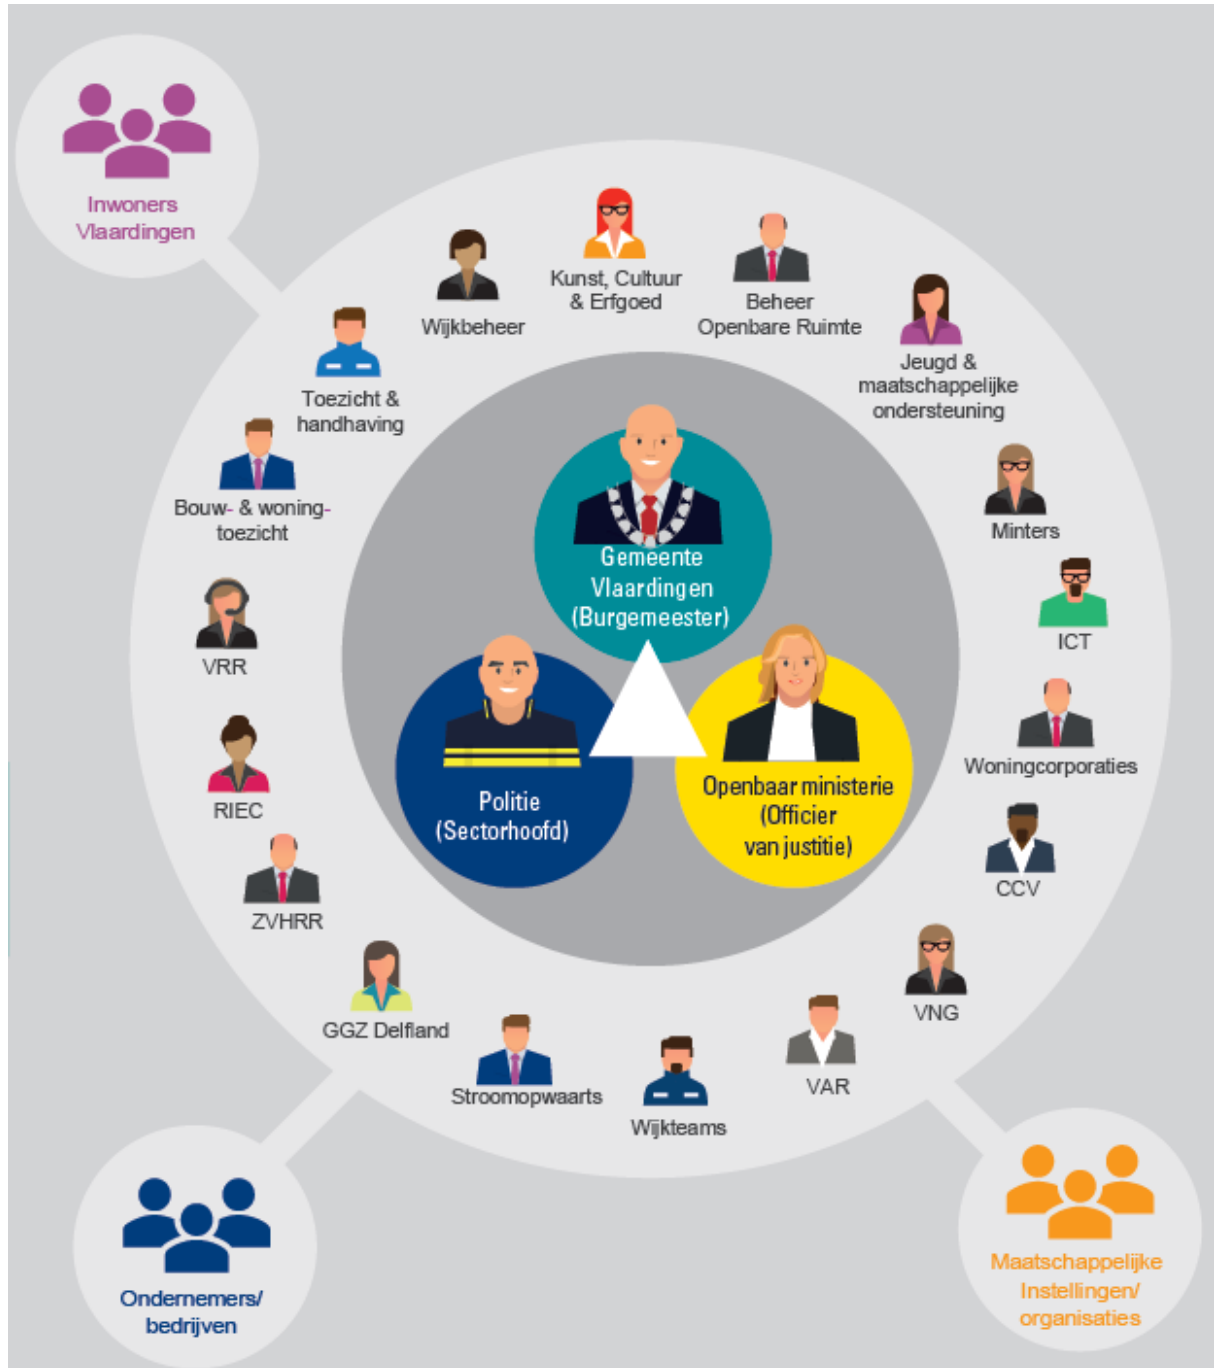 Inwoners
Vlaardingen
Kunst, Cultuur
& Erfgoed
Beheer
Openbare Ruimte
Wijkbeheer
Jeugd &
maatschappelijke
ondersteuning
Toezicht &
handhaving
Bouw- & woning-
toezicht
Minters
Gemeente
Vlaardingen
(Burgemeester)
VRR
ICT
Woningcorporaties
RIEC
Politie
(Sectorhoofd)
Openbaar ministerie
(Officier
van justitie)
CCV
ZVHRR
VNG
GGZ Delfland
VAR
Stroomopwaarts
Wijkteams
Ondernemers/
bedrijven
Maatschappelijke
Instellingen/
organisaties